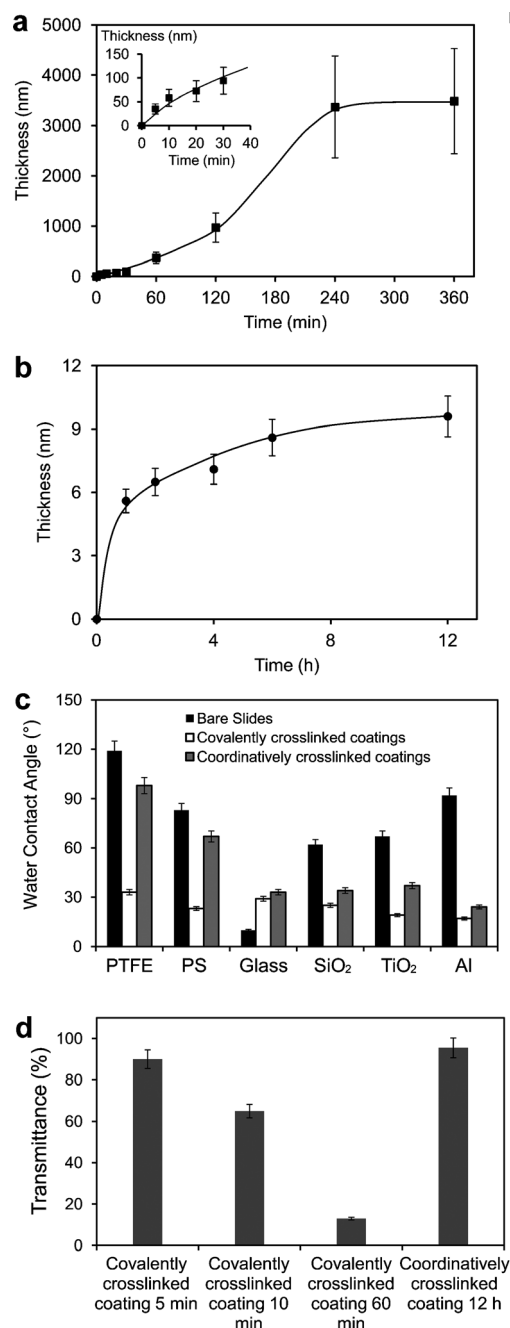 a
Thickness (nm)
5000
4000
3000
2000
1000
0
0 60 120 180 240 300 360
Time (min)
Thickness (nm)
150
100
50
0
0 10 20 30 40
Time (min)
b
Thickness (nm)
12
9
6
3
0
0 4 8 12
Time (h)
c
Water Contact Angle (°)
150
120
90
60
30
0
Bare Slides
Covalently crosslinked coatings
Coordinatively crosslinked coatings
PTFE PS Glass SiO₂ TiO₂ Al
d
Transmittance (%)
100
80
60
40
20
0
Covalently
crosslinked
coating 5 min
Covalently
crosslinked
coating 10
min
Covalently
crosslinked
coating 60
min
Coordinatively
crosslinked
coating 12 h